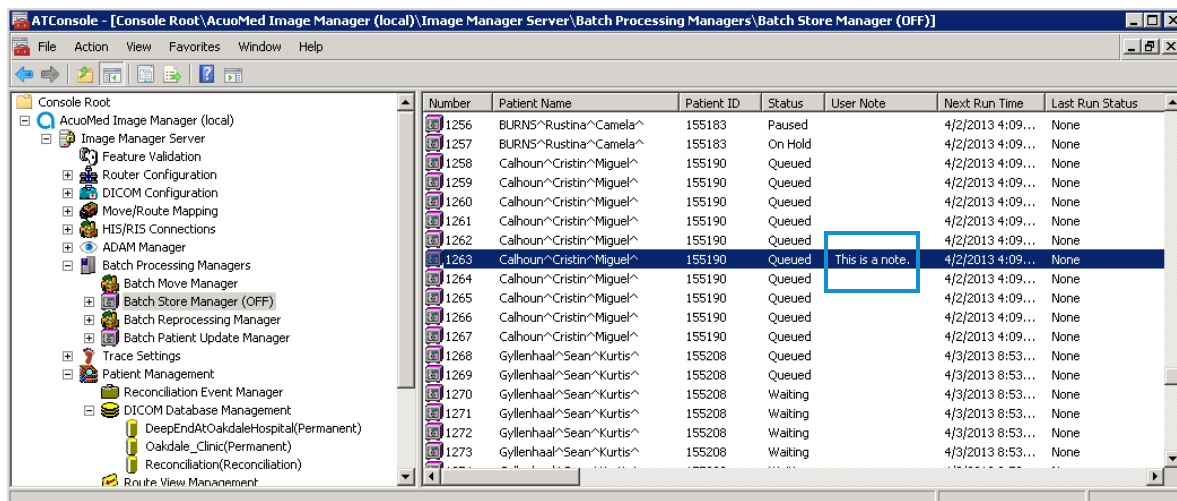 ATConsole - [Console Root\AcuoMed Image Manager (local)\Image Manager Server\Batch Processing Managers\Batch Store Manager (OFF)]
File Action View Favorites Window Help
Console Root
AcuoMed Image Manager (local)
Image Manager Server
Feature Validation
Router Configuration
DICOM Configuration
Move/Route Mapping
HIS/RIS Connections
ADAM Manager
Batch Processing Managers
Batch Move Manager
Batch Store Manager (OFF)
Batch Reprocessing Manager
Batch Patient Update Manager
Trace Settings
Patient Management
Reconciliation Event Manager
DICOM Database Management
DeepEndAtOakdaleHospital(Permanent)
Oakdale_Clinic(Permanent)
Reconciliation(Reconciliation)
Route View Management
Number Patient Name Patient ID Status User Note Next Run Time Last Run Status
1256 BURNS^Rustina^Camela^ 155183 Paused 4/2/2013 4:09... None
1257 BURNS^Rustina^Camela^ 155183 On Hold 4/2/2013 4:09... None
1258 Calhoun^Cristin^Miguel^ 155190 Queued 4/2/2013 4:09... None
1259 Calhoun^Cristin^Miguel^ 155190 Queued 4/2/2013 4:09... None
1260 Calhoun^Cristin^Miguel^ 155190 Queued 4/2/2013 4:09... None
1261 Calhoun^Cristin^Miguel^ 155190 Queued 4/2/2013 4:09... None
1262 Calhoun^Cristin^Miguel^ 155190 Queued 4/2/2013 4:09... None
1263 Calhoun^Cristin^Miguel^ 155190 Queued This is a note. 4/2/2013 4:09... None
1264 Calhoun^Cristin^Miguel^ 155190 Queued 4/2/2013 4:09... None
1265 Calhoun^Cristin^Miguel^ 155190 Queued 4/2/2013 4:09... None
1266 Calhoun^Cristin^Miguel^ 155190 Queued 4/2/2013 4:09... None
1267 Calhoun^Cristin^Miguel^ 155190 Queued 4/2/2013 4:09... None
1268 Gyllenhaal^Sean^Kurtis^ 155208 Queued 4/3/2013 8:53... None
1269 Gyllenhaal^Sean^Kurtis^ 155208 Queued 4/3/2013 8:53... None
1270 Gyllenhaal^Sean^Kurtis^ 155208 Waiting 4/3/2013 8:53... None
1271 Gyllenhaal^Sean^Kurtis^ 155208 Waiting 4/3/2013 8:53... None
1272 Gyllenhaal^Sean^Kurtis^ 155208 Waiting 4/3/2013 8:53... None
1273 Gyllenhaal^Sean^Kurtis^ 155208 Waiting 4/3/2013 8:53... None